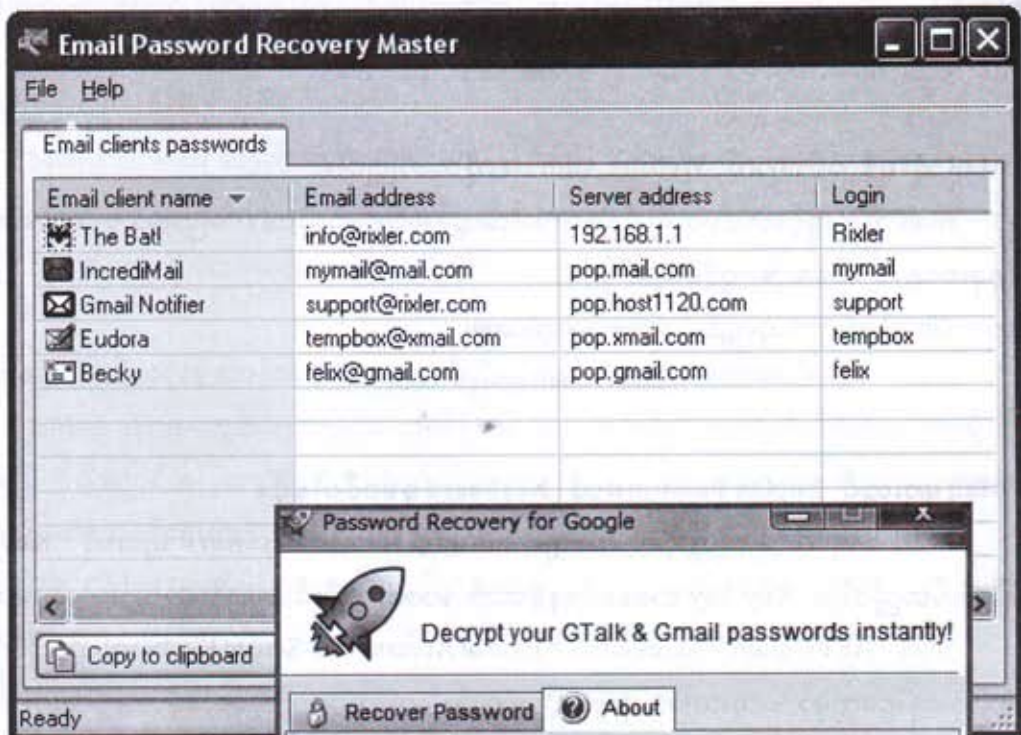 Email Password Recovery Master
File Help
Email clients passwords
Email client name Email address Server address Login
The Bat! info@rixler.com 192.168.1.1 Rixler
IncrediMail mymail@mail.com pop.mail.com mymail
Gmail Notifier support@rixler.com pop.host1120.com support
Eudora tempbox@xmail.com pop.xmail.com tempbox
Becky felix@gmail.com pop.gmail.com felix
Password Recovery for Google
Decrypt your GTalk & Gmail passwords instantly!
Copy to clipboard
Recover Password About
Ready